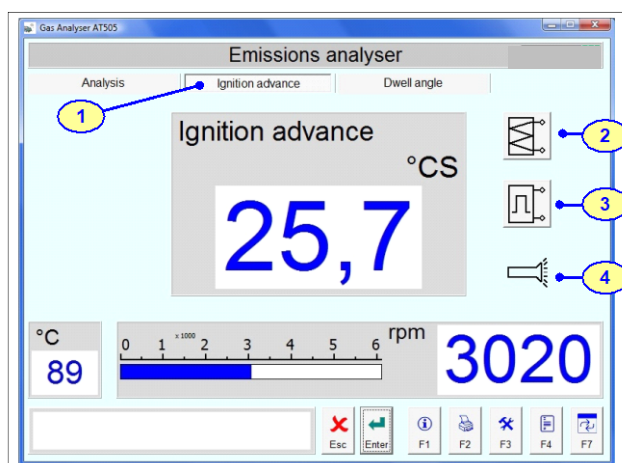 Gas Analyser AT505
Emissions analyser
Analysis Ignition advance Dwell angle
1
Ignition advance
°CS
25,7
2
3
4
°C
89
0 1 x 1000 2 3 4 5 6 rpm
3020
Esc Enter F1 F2 F3 F4 F7